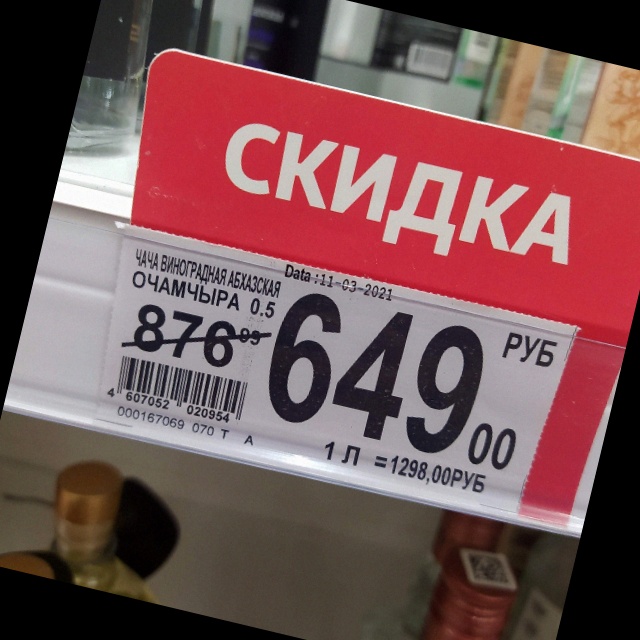 СКИДКА
ЧАЧА ВИНОГРАДНАЯ АБХАЗСКАЯ
ОЧАМЧЫРА 0.5
Data :11-03-2021
876 99
649 00
РУБ
4 607052 020954
000167069 070 Т А
1 Л =1298,00РУБ